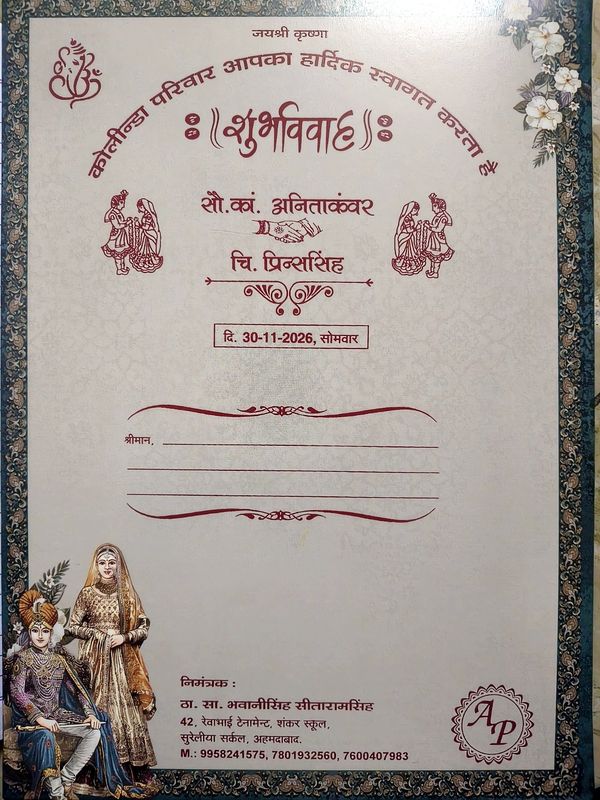 जयश्री कृष्णा
कोलीन्डा परिवार आपका हार्दिक स्वागत करता है
शुभविवाह
सौ.कां. अनिताकंवर
चि. प्रिन्ससिंह
दि. 30-11-2026, सोमवार
श्रीमान,
निमंत्रक :
ठा. सा. भवानीसिंह सीतारामसिंह
42, रेवाभाई टेनामेन्ट, शंकर स्कूल,
सुरेलीया सर्कल, अहमदाबाद.
M.: 9958241575, 7801932560, 7600407983
AP